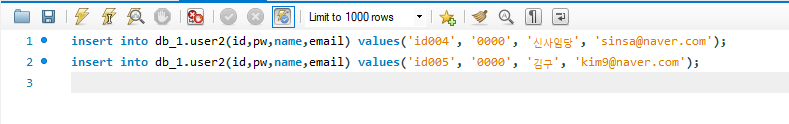 Limit to 1000 rows
1 insert into db_1.user2(id,pw,name,email) values('id004', '0000', '신사임당', 'sinsa@naver.com');
2 insert into db_1.user2(id,pw,name,email) values('id005', '0000', '김구', 'kim9@naver.com');
3